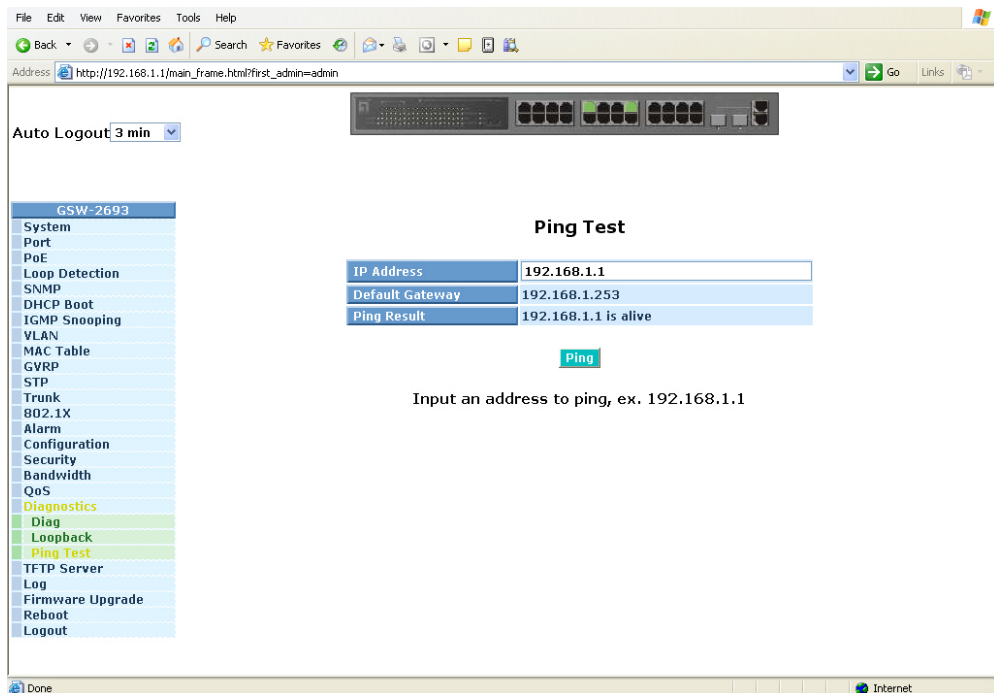 File Edit View Favorites Tools Help
Back Search Favorites
Address http://192.168.1.1/main_frame.html?first_admin=admin Go Links
Auto Logout 3 min
GSW-2693
System
Port
PoE
Loop Detection
SNMP
DHCP Boot
IGMP Snooping
VLAN
MAC Table
GVRP
STP
Trunk
802.1X
Alarm
Configuration
Security
Bandwidth
QoS
Diagnostics
Diag
Loopback
Ping Test
TFTP Server
Log
Firmware Upgrade
Reboot
Logout
Ping Test
IP Address 192.168.1.1
Default Gateway 192.168.1.253
Ping Result 192.168.1.1 is alive
Ping
Input an address to ping, ex. 192.168.1.1
Done Internet